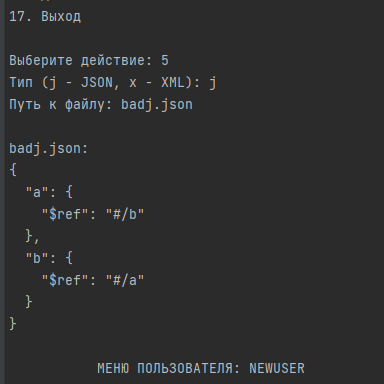 17. Выход
Выберите действие: 5
Тип (j - JSON, x - XML): j
Путь к файлу: badj.json
badj.json:
{
  "a": {
    "$ref": "#/b"
  },
  "b": {
    "$ref": "#/a"
  }
}
МЕНЮ ПОЛЬЗОВАТЕЛЯ: NEWUSER